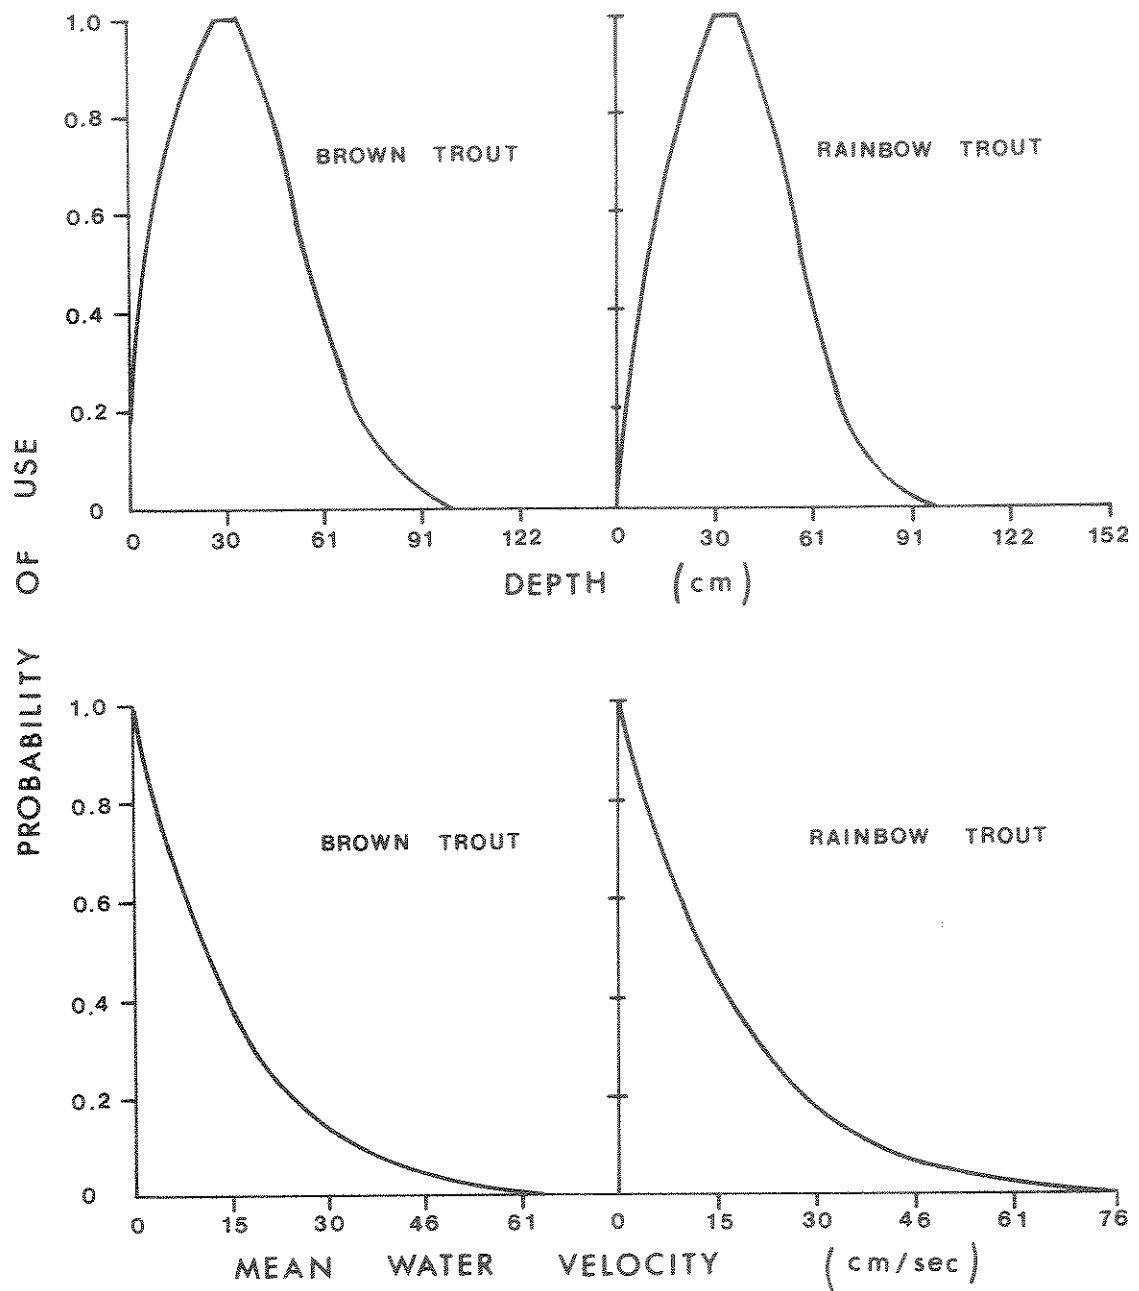 PROBABILITY OF USE
1.0
0.8
0.6
0.4
0.2
0
BROWN TROUT
RAINBOW TROUT
0 30 61 91 122 0 30 61 91 122 152
DEPTH (cm)
1.0
0.8
0.6
0.4
0.2
0
BROWN TROUT
RAINBOW TROUT
0 15 30 46 61 0 15 30 46 61 76
MEAN WATER VELOCITY (cm/sec)